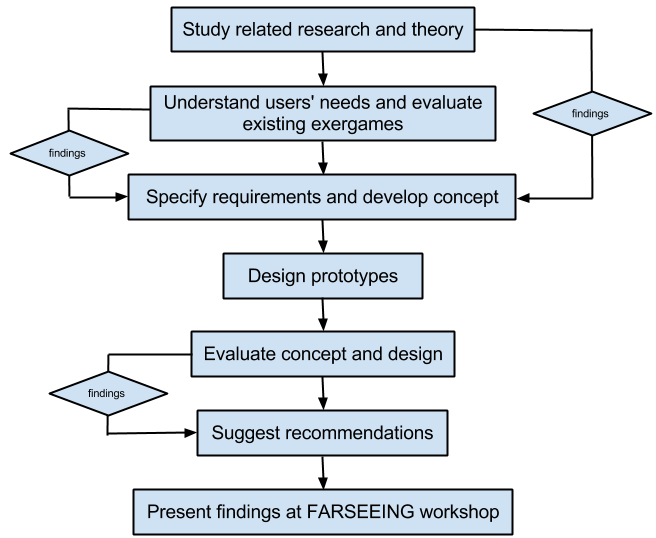 Study related research and theory
Understand users' needs and evaluate
existing exergames
findings
findings
Specify requirements and develop concept
Design prototypes
Evaluate concept and design
findings
Suggest recommendations
Present findings at FARSEEING workshop